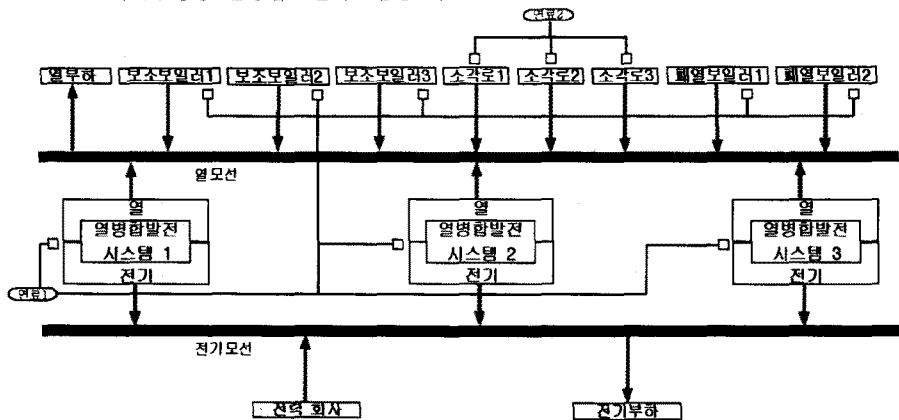 연료2
열부하 보조보일러1 보조보일러2 보조보일러3 소각로1 소각로2 소각로3 폐열보일러1 폐열보일러2
열모선
열 열 열
열병합발전 열병합발전 열병합발전
시스템 1 시스템 2 시스템 3
전기 전기 전기
연료1
전기모선
전력 회사 전기부하